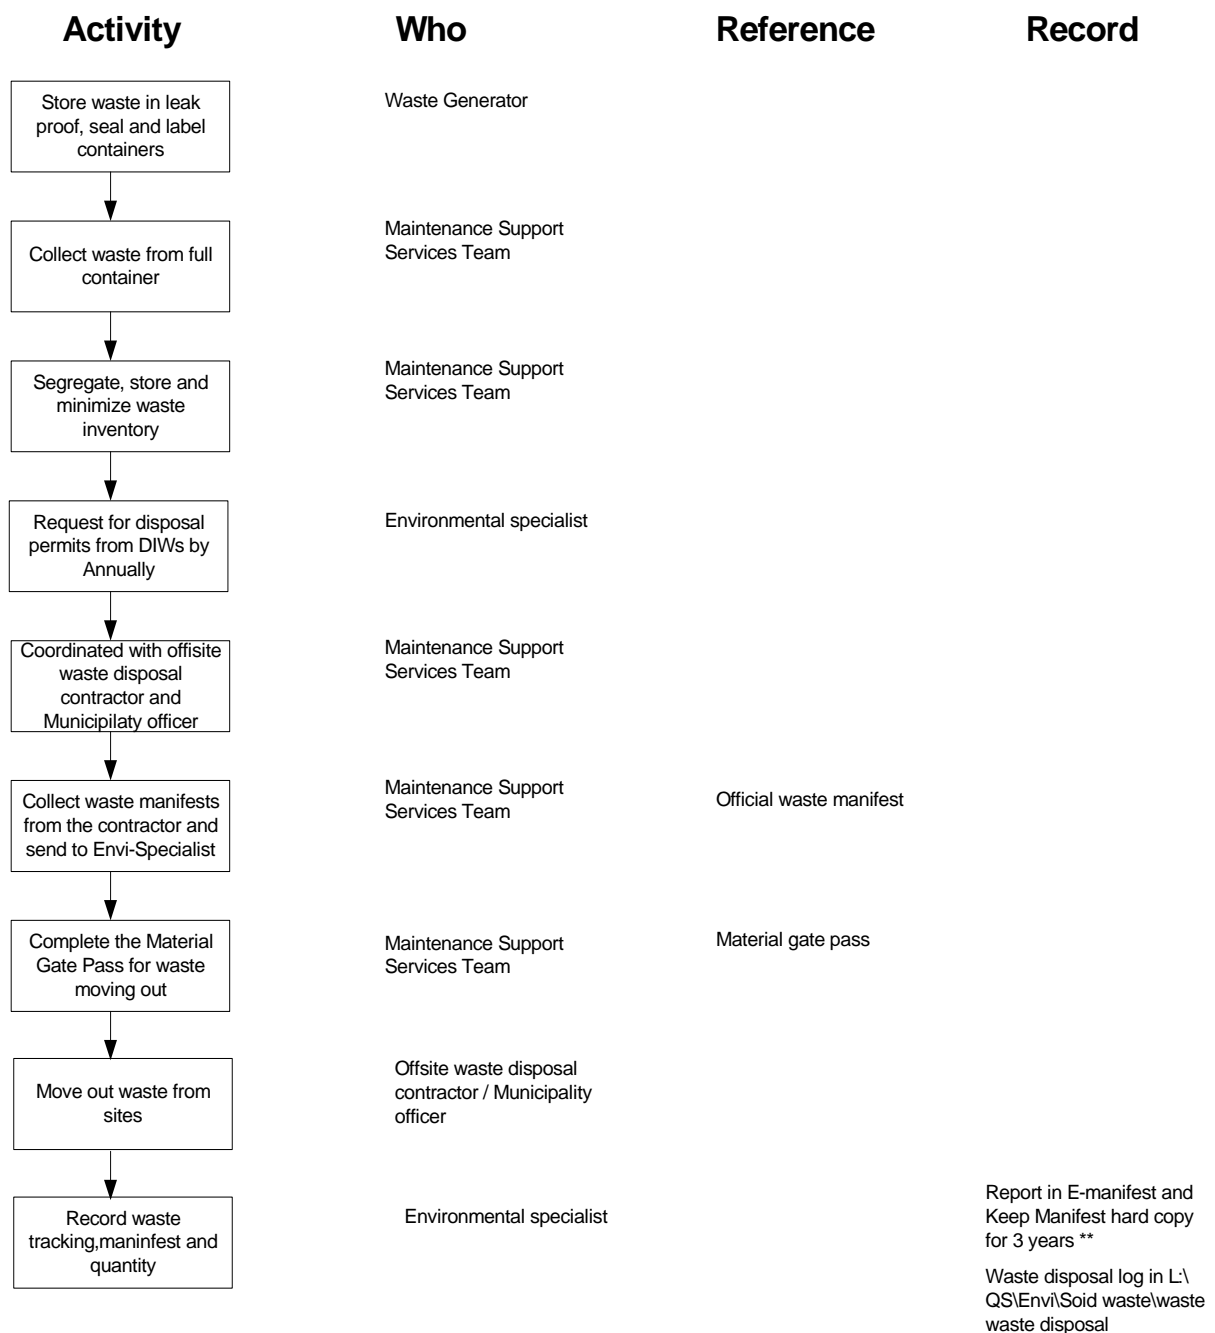 Activity Who Reference Record
Store waste in leak
proof, seal and label
containers
Waste Generator
Collect waste from full
container
Maintenance Support
Services Team
Segregate, store and
minimize waste
inventory
Maintenance Support
Services Team
Request for disposal
permits from DIWs by
Annually
Environmental specialist
Coordinated with offisite
waste disposal
contractor and
Municipilaty officer
Maintenance Support
Services Team
Collect waste manifests
from the contractor and
send to Envi-Specialist
Maintenance Support
Services Team
Official waste manifest
Complete the Material
Gate Pass for waste
moving out
Maintenance Support
Services Team
Material gate pass
Move out waste from
sites
Offsite waste disposal
contractor / Municipality
officer
Record waste
tracking,maninfest and
quantity
Environmental specialist
Report in E-manifest and
Keep Manifest hard copy
for 3 years **
Waste disposal log in L:\
QS\Envi\Soid waste\waste
waste disposal